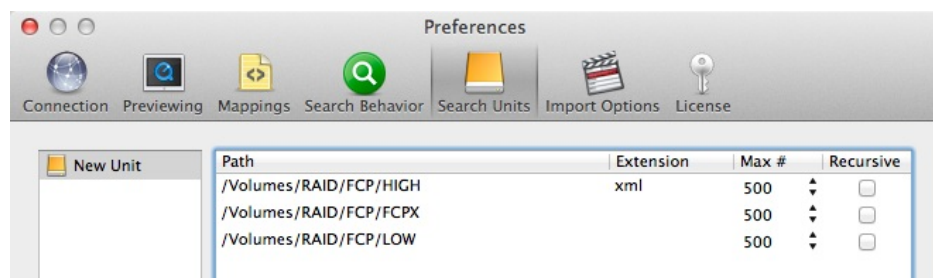 Preferences
Connection Previewing Mappings Search Behavior Search Units Import Options License
New Unit
Path Extension Max # Recursive
/Volumes/RAID/FCP/HIGH xml 500
/Volumes/RAID/FCP/FCPX 500
/Volumes/RAID/FCP/LOW 500